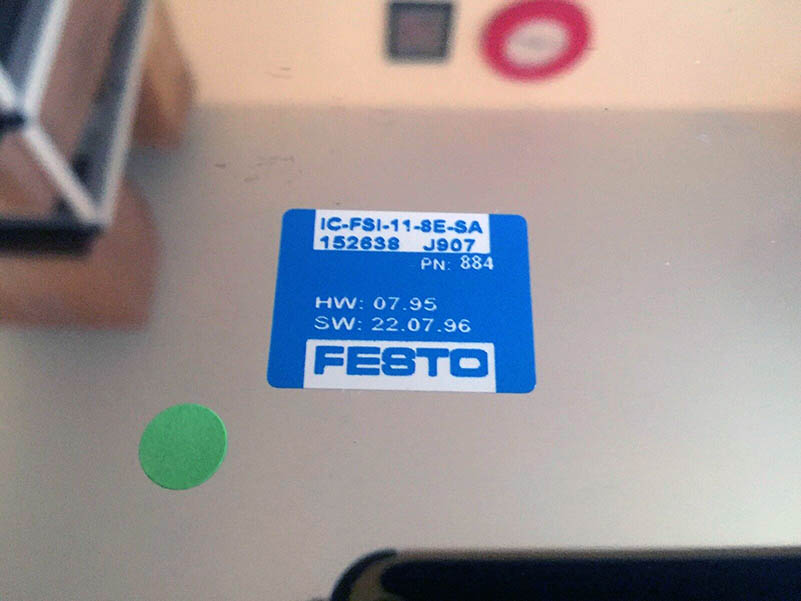 IC-FSI-11-8E-SA
152638 J907
PN: 884
HW: 07.95
SW: 22.07.96
FESTO